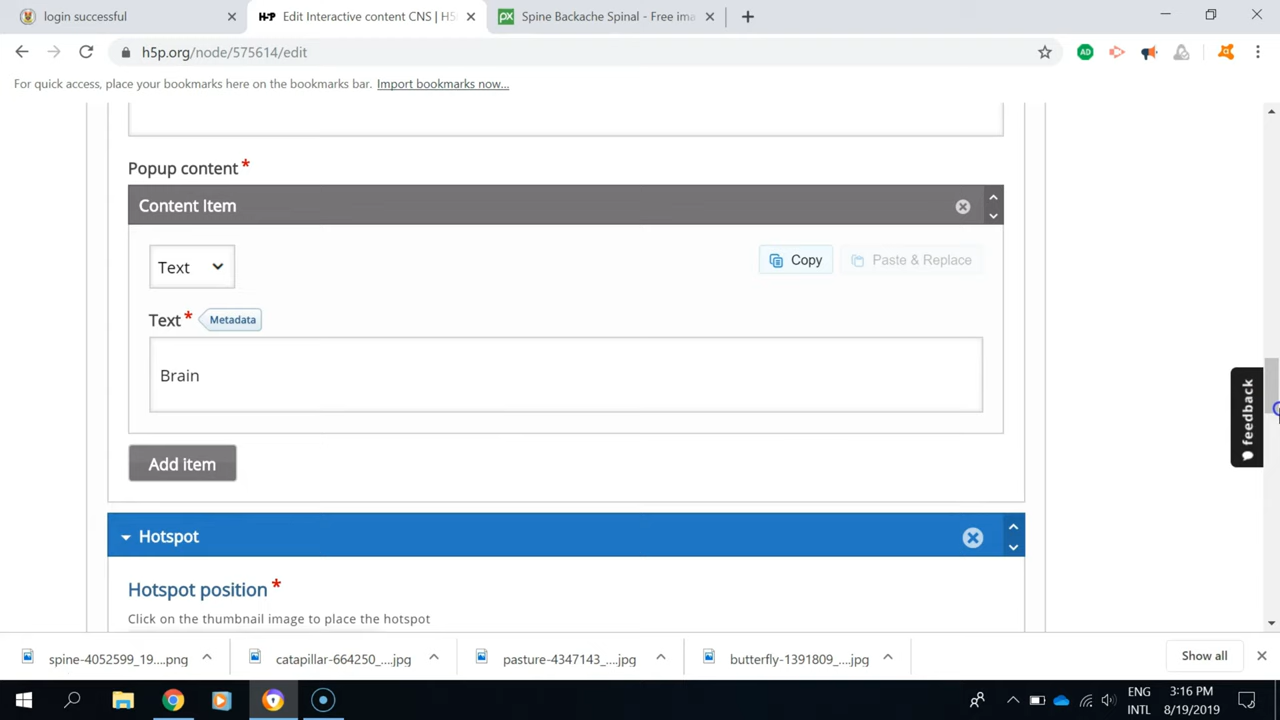 login successful
H5P Edit Interactive content CNS | H5
px Spine Backache Spinal - Free ima
h5p.org/node/575614/edit
AD
For quick access, place your bookmarks here on the bookmarks bar. Import bookmarks now...
Popup content *
Content Item
Text
Copy
Paste & Replace
Text *
Metadata
Brain
feedback
Add item
Hotspot
Hotspot position *
Click on the thumbnail image to place the hotspot
spine-4052599_19....png
catapillar-664250_....jpg
pasture-4347143_....jpg
butterfly-1391809_....jpg
Show all
ENG
INTL
3:16 PM
8/19/2019